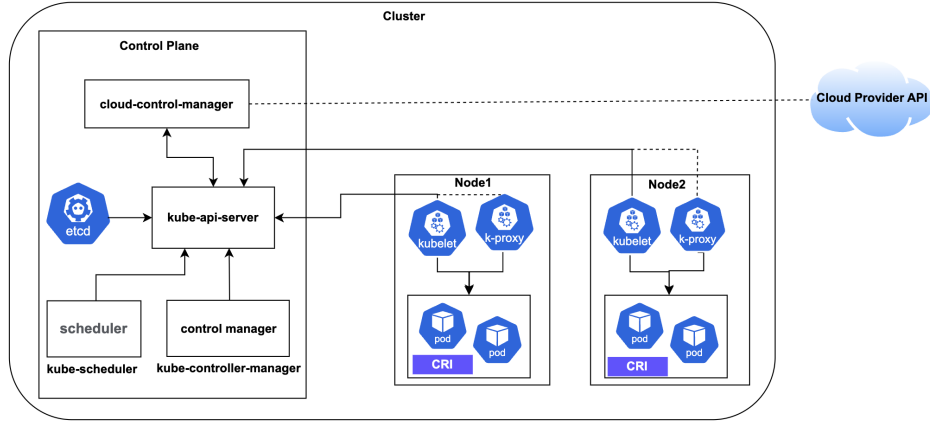 Cluster
Control Plane
cloud-control-manager
Cloud Provider API
kube-api-server
etcd
scheduler
kube-scheduler
control manager
kube-controller-manager
Node1
kubelet
k-proxy
pod
pod
CRI
Node2
kubelet
k-proxy
pod
pod
CRI